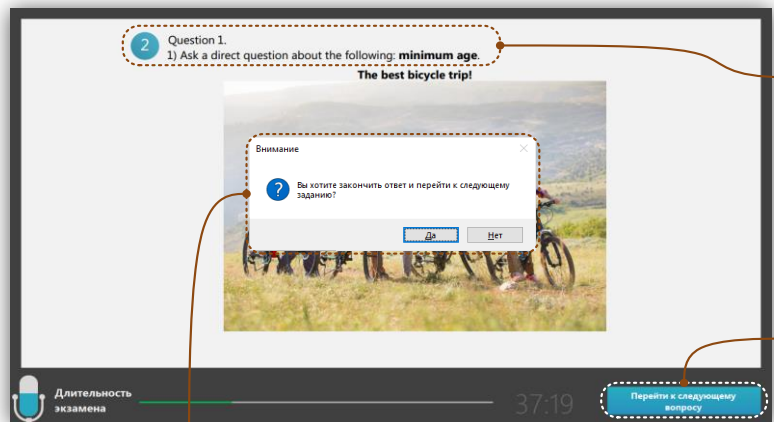 2
Question 1.
1) Ask a direct question about the following: minimum age.
The best bicycle trip!
Внимание
?
Вы хотите закончить ответ и перейти к следующему
заданию?
Да
Нет
Длительность
экзамена
37:19
Перейти к следующему
вопросу